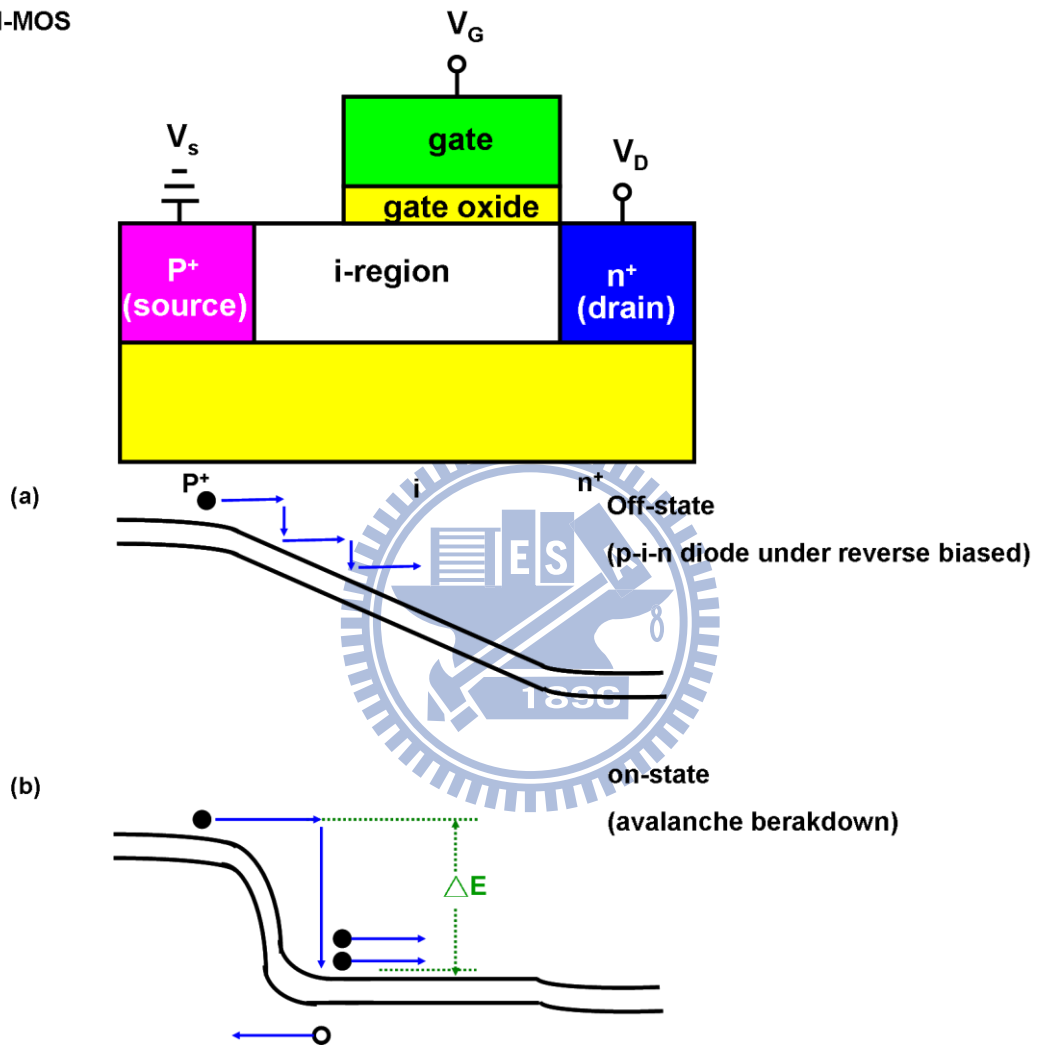 I-MOS
V_G
V_s
gate
V_D
gate oxide
P⁺
(source)
i-region
n⁺
(drain)
(a)
P⁺
i
n⁺
Off-state
(p-i-n diode under reverse biased)
E S
1896
(b)
on-state
(avalanche berakdown)
△E